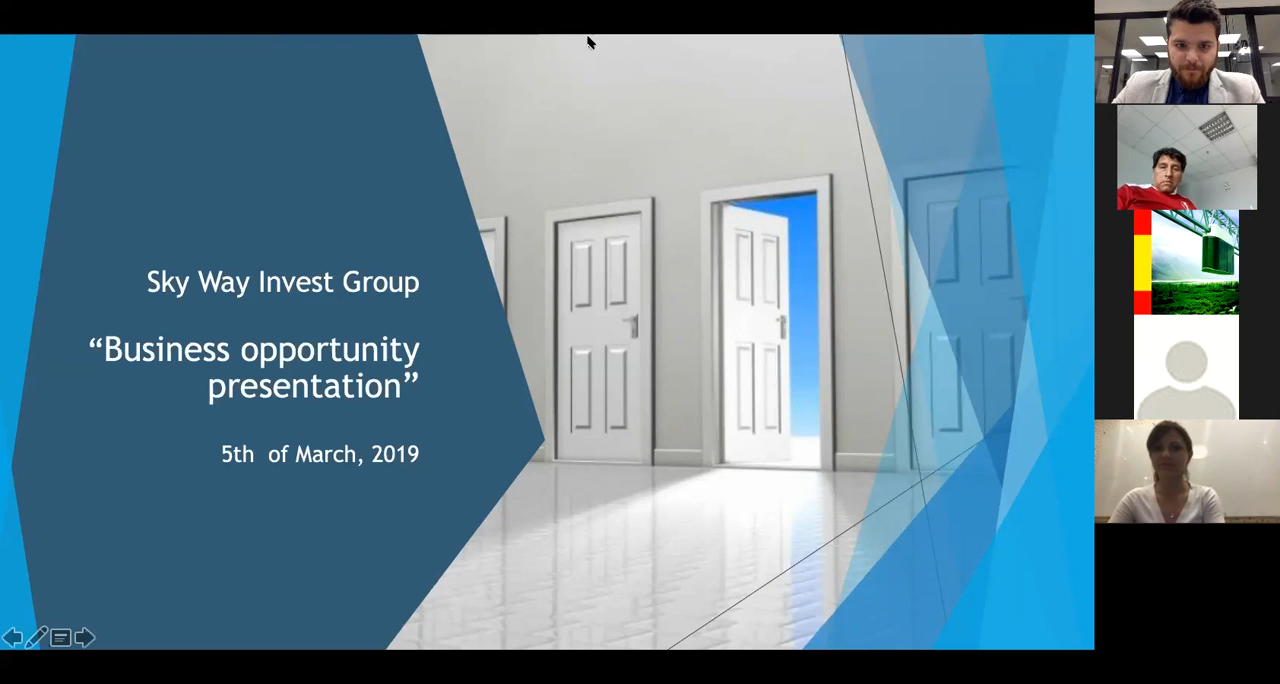 Sky Way Invest Group
“Business opportunity
presentation”
5th of March, 2019